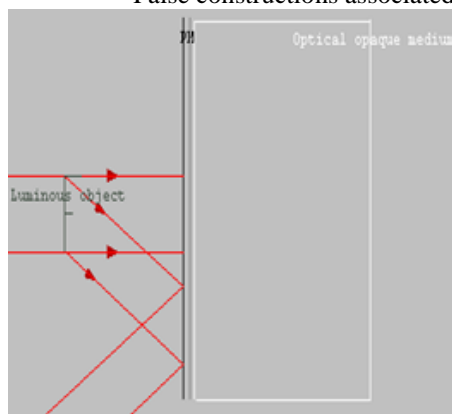 False constructions associated
PM
Optical opaque medium
Luminous object